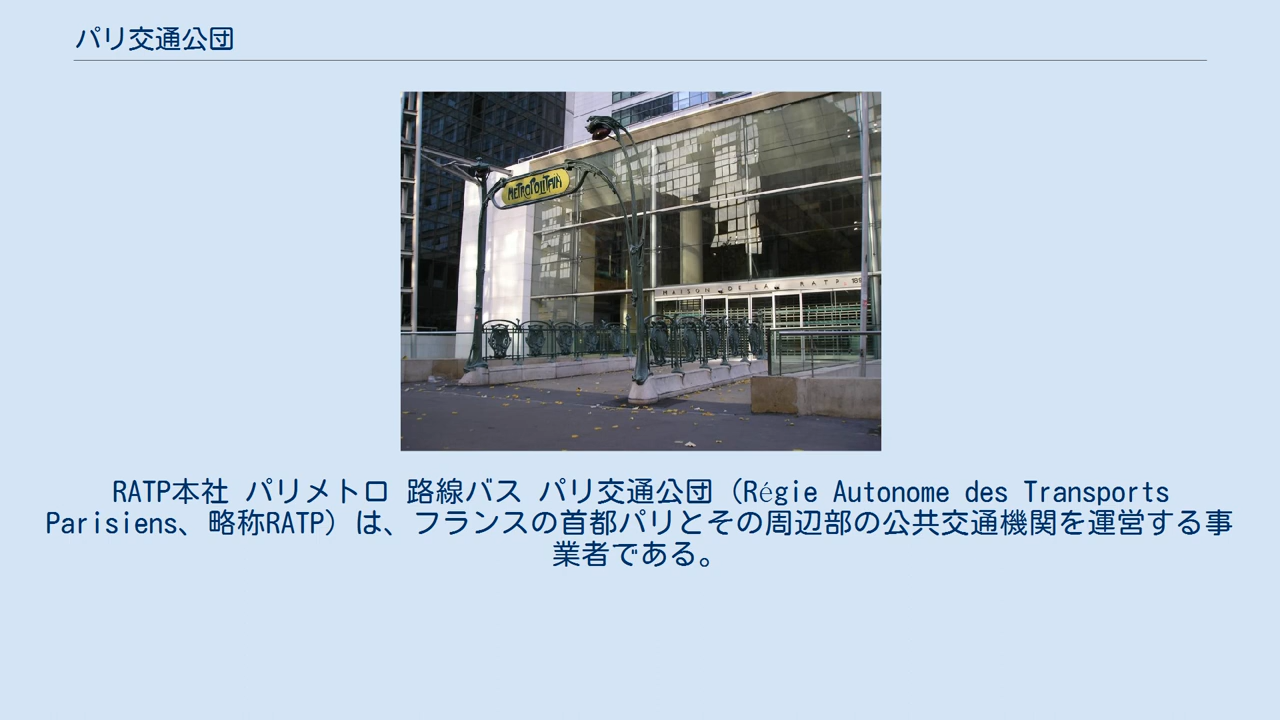 パリ交通公団
METROPOLITAIN
MAISON DE LA RATP
RATP本社 パリメトロ 路線バス パリ交通公団（Régie Autonome des Transports
Parisiens、略称RATP）は、フランスの首都パリとその周辺部の公共交通機関を運営する事
業者である。